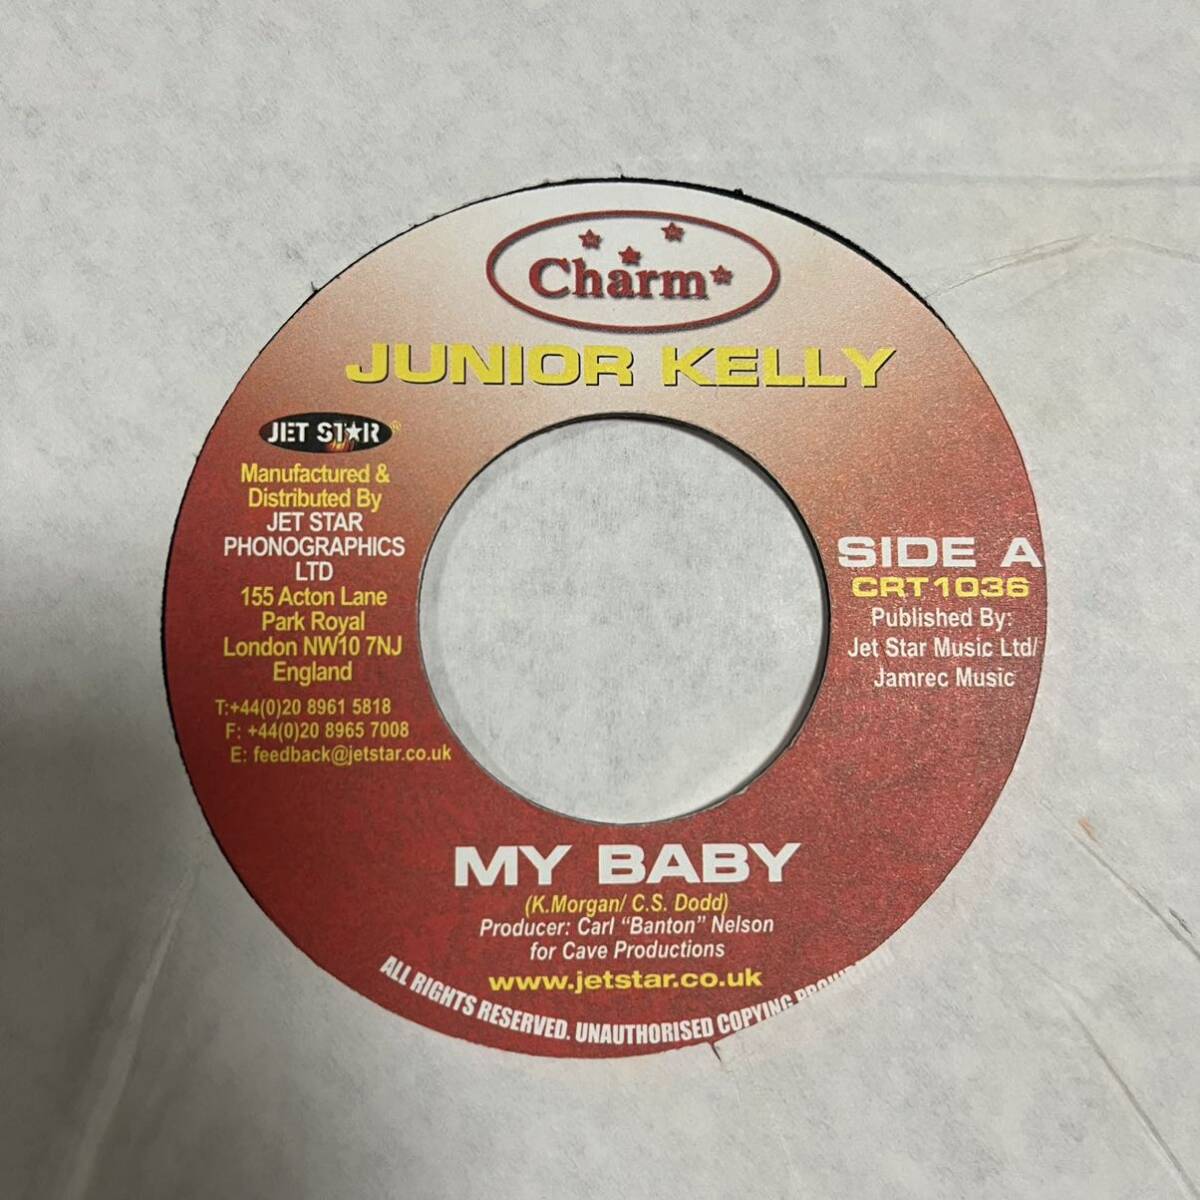 Charm
JUNIOR KELLY
JET STAR®
Manufactured &
Distributed By
JET STAR
PHONOGRAPHICS
LTD
155 Acton Lane
Park Royal
London NW10 7NJ
England
T:+44(0)20 8961 5818
F: +44(0)20 8965 7008
E: feedback@jetstar.co.uk
SIDE A
CRT1036
Published By:
Jet Star Music Ltd/
Jamrec Music
MY BABY
(K.Morgan/ C.S. Dodd)
Producer: Carl "Banton" Nelson
for Cave Productions
www.jetstar.co.uk
ALL RIGHTS RESERVED. UNAUTHORISED COPYING